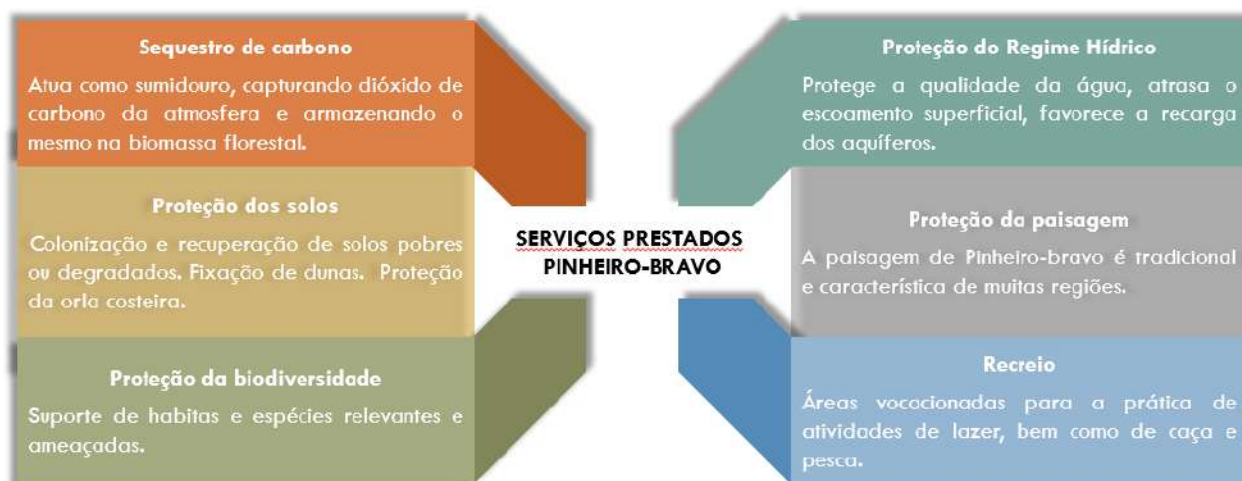 Sequestro de carbono
Atua como sumidouro, capturando dióxido de
carbono da atmosfera e armazenando o
mesmo na biomassa florestal.
Proteção dos solos
Colonização e recuperação de solos pobres
ou degradados. Fixação de dunas. Proteção
da orla costeira.
Proteção da biodiversidade
Suporte de habitas e espécies relevantes e
ameaçadas.
SERVIÇOS PRESTADOS
PINHEIRO-BRAVO
Proteção do Regime Hídrico
Protege a qualidade da água, atrasa o
escoamento superficial, favorece a recarga
dos aquíferos.
Proteção da paisagem
A paisagem de Pinheiro-bravo é tradicional
e característica de muitas regiões.
Recreio
Áreas vocacionadas para a prática de
atividades de lazer, bem como de caça e
pesca.